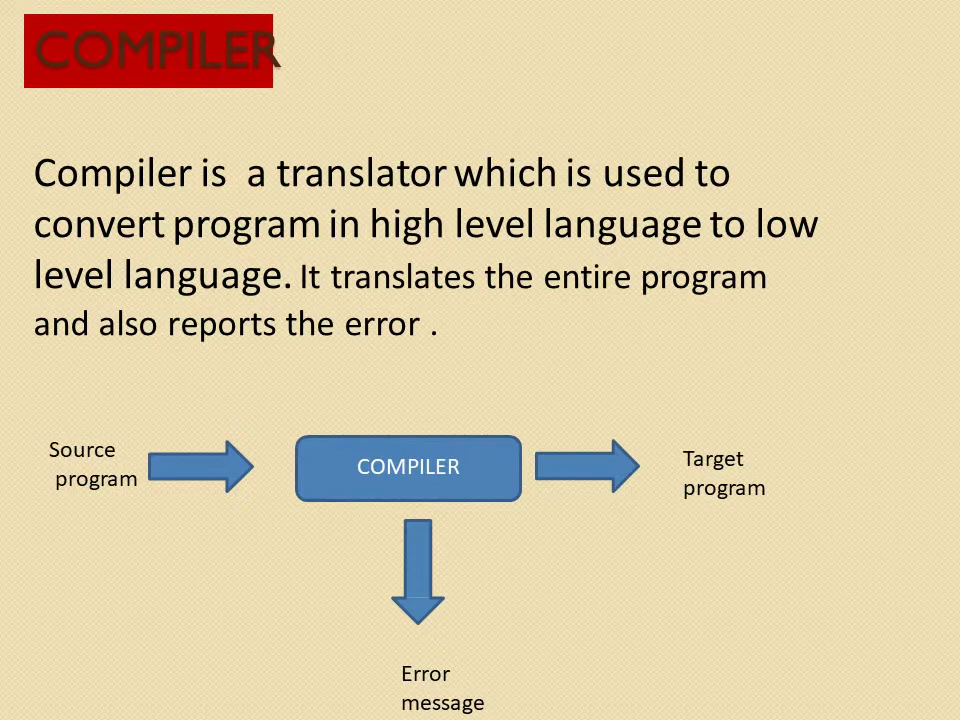 COMPILER
Compiler is  a translator which is used to
convert program in high level language to low
level language. It translates the entire program
and also reports the error .
Source
program
COMPILER
Target
program
Error
message